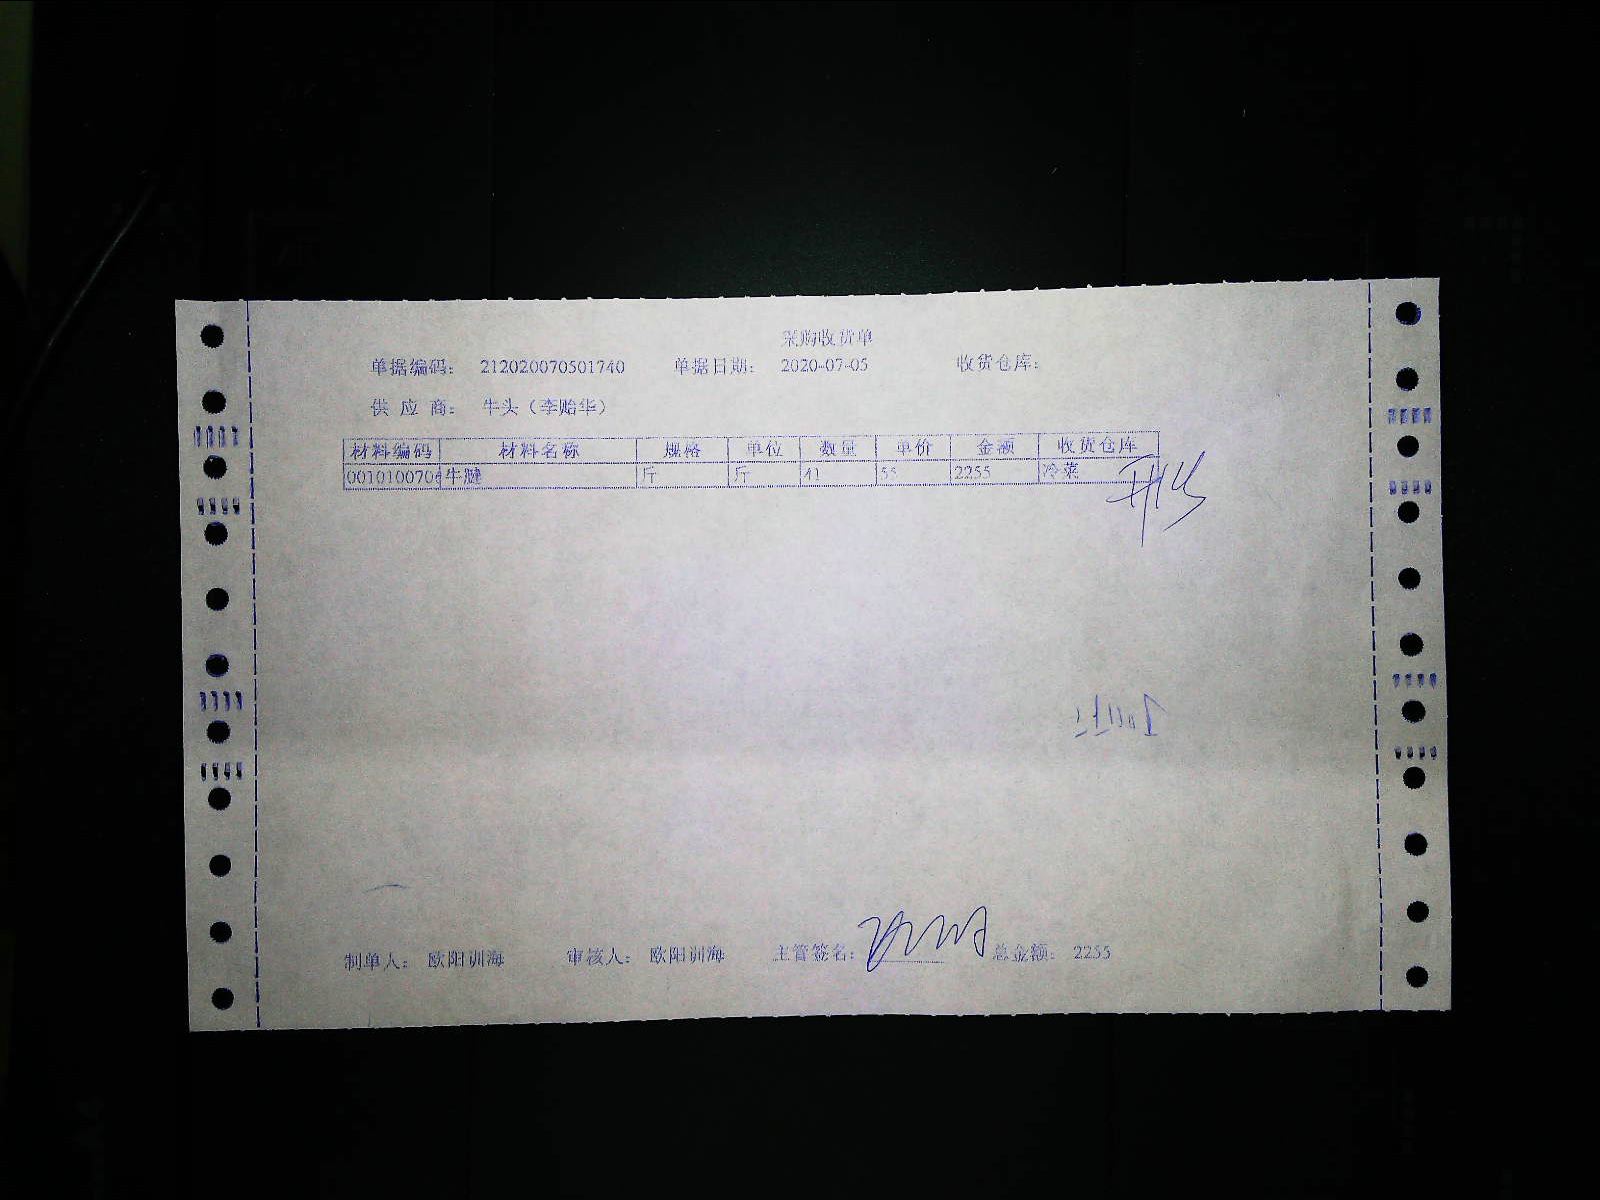 采购收货单
单据编码： 212020070501740 单据日期： 2020-07-05 收货仓库：
供 应 商： 牛头（李贻华）
材料编码 材料名称 规格 单位 数量 单价 金额 收货仓库
0010100706 牛腱 斤 斤 41 55 2255 冷菜
制单人： 欧阳训海 审核人： 欧阳训海 主管签名： 总金额： 2255